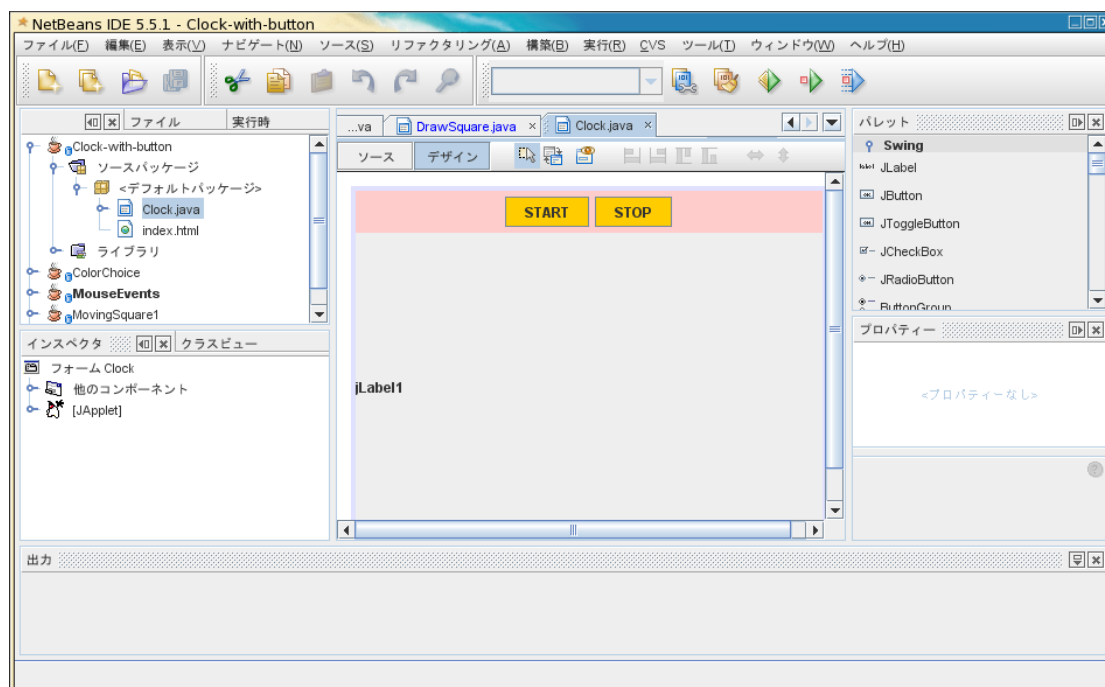 NetBeans IDE 5.5.1 - Clock-with-button
ファイル(F) 編集(E) 表示(V) ナビゲート(N) ソース(S) リファクタリング(A) 構築(B) 実行(R) CVS ツール(T) ウィンドウ(W) ヘルプ(H)
ファイル 実行時
Clock-with-button
ソースパッケージ
<デフォルトパッケージ>
Clock.java
index.html
ライブラリ
ColorChoice
MouseEvents
MovingSquare1
インスペクタ クラスビュー
フォーム Clock
他のコンポーネント
[JApplet]
...va DrawSquare.java Clock.java
ソース デザイン
START STOP
jLabel1
パレット
Swing
JLabel
JButton
JToggleButton
JCheckBox
JRadioButton
ButtonGroup
プロパティー
<プロパティーなし>
出力